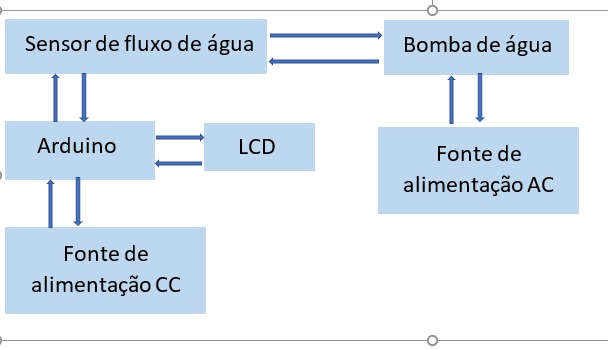 Sensor de fluxo de água
Bomba de água
Arduino
LCD
Fonte de
alimentação AC
Fonte de
alimentação CC